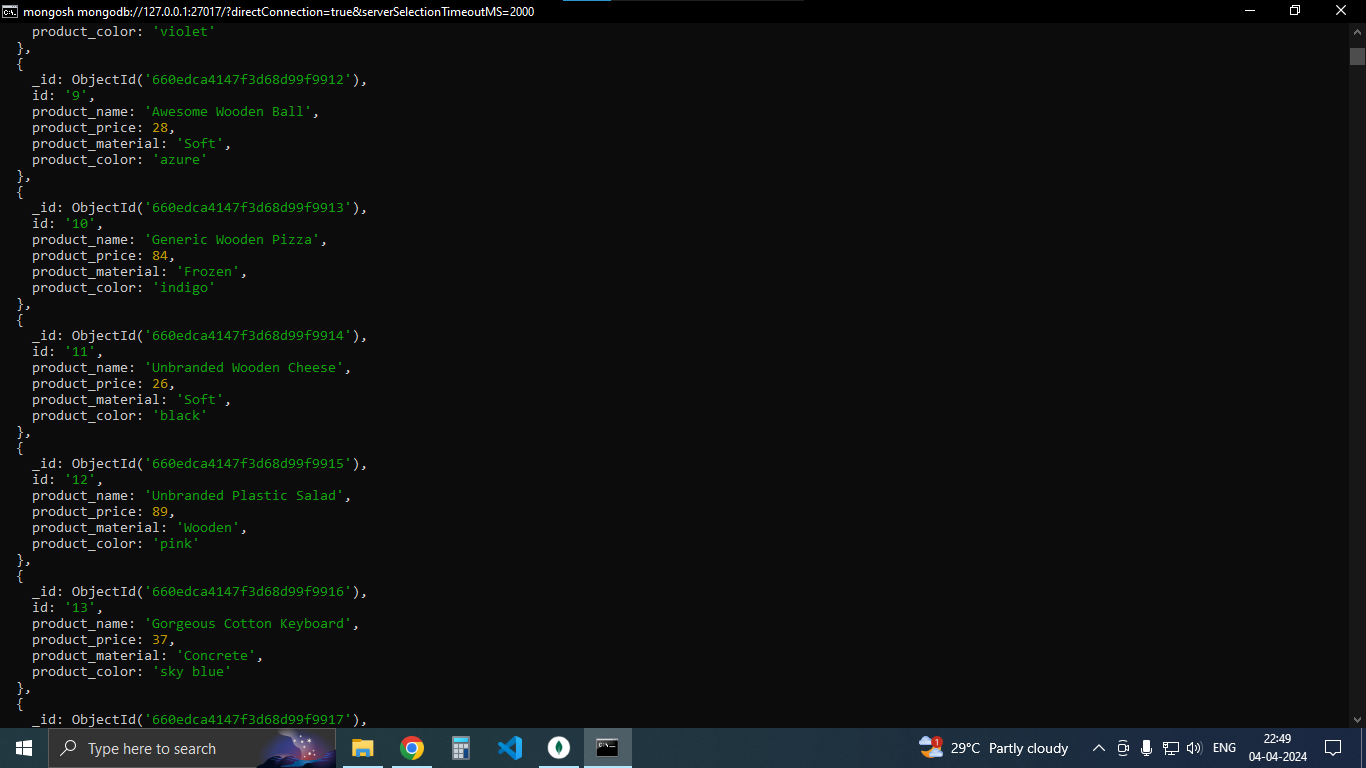 mongosh mongodb://127.0.0.1:27017/?directConnection=true&serverSelectionTimeoutMS=2000
product_color: 'violet'
},
{
_id: ObjectId('660edca4147f3d68d99f9912'),
id: '9',
product_name: 'Awesome Wooden Ball',
product_price: 28,
product_material: 'Soft',
product_color: 'azure'
},
{
_id: ObjectId('660edca4147f3d68d99f9913'),
id: '10',
product_name: 'Generic Wooden Pizza',
product_price: 84,
product_material: 'Frozen',
product_color: 'indigo'
},
{
_id: ObjectId('660edca4147f3d68d99f9914'),
id: '11',
product_name: 'Unbranded Wooden Cheese',
product_price: 26,
product_material: 'Soft',
product_color: 'black'
},
{
_id: ObjectId('660edca4147f3d68d99f9915'),
id: '12',
product_name: 'Unbranded Plastic Salad',
product_price: 89,
product_material: 'Wooden',
product_color: 'pink'
},
{
_id: ObjectId('660edca4147f3d68d99f9916'),
id: '13',
product_name: 'Gorgeous Cotton Keyboard',
product_price: 37,
product_material: 'Concrete',
product_color: 'sky blue'
},
{
_id: ObjectId('660edca4147f3d68d99f9917'),
Type here to search
1
29°C Partly cloudy
ENG
22:49
04-04-2024